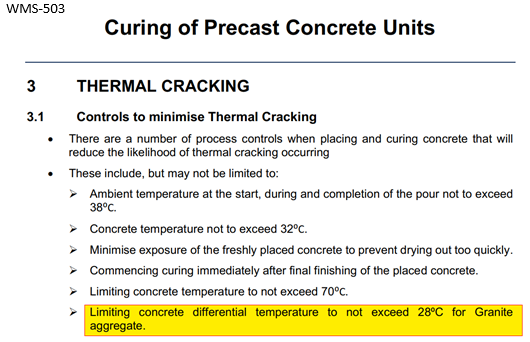 WMS-503
Curing of Precast Concrete Units
3 THERMAL CRACKING
3.1 Controls to minimise Thermal Cracking
• There are a number of process controls when placing and curing concrete that will
reduce the likelihood of thermal cracking occurring
• These include, but may not be limited to:
➢ Ambient temperature at the start, during and completion of the pour not to exceed
38ºC.
➢ Concrete temperature not to exceed 32ºC.
➢ Minimise exposure of the freshly placed concrete to prevent drying out too quickly.
➢ Commencing curing immediately after final finishing of the placed concrete.
➢ Limiting concrete temperature to not exceed 70ºC.
➢ Limiting concrete differential temperature to not exceed 28ºC for Granite
aggregate.